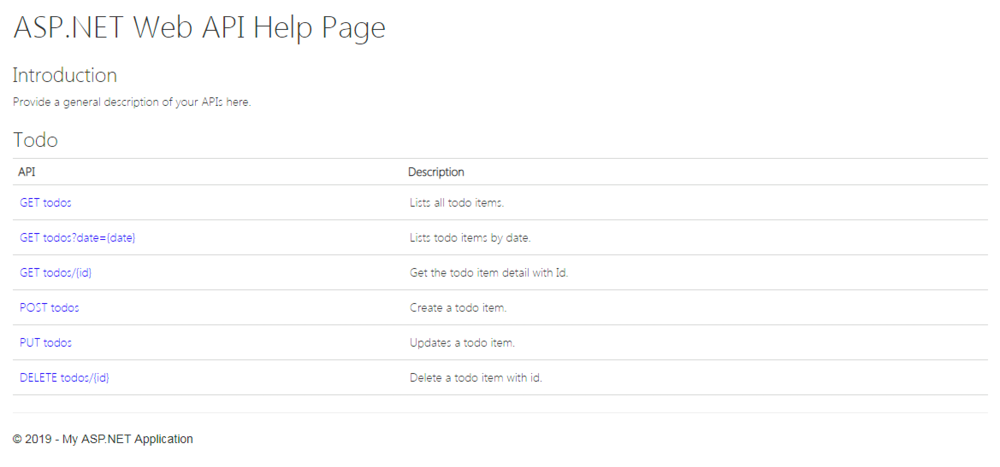 ASP.NET Web API Help Page
Introduction
Provide a general description of your APIs here.
Todo
API Description
GET todos Lists all todo items.
GET todos?date={date} Lists todo items by date.
GET todos/{id} Get the todo item detail with Id.
POST todos Create a todo item.
PUT todos Updates a todo item.
DELETE todos/{id} Delete a todo item with id.
© 2019 - My ASP.NET Application